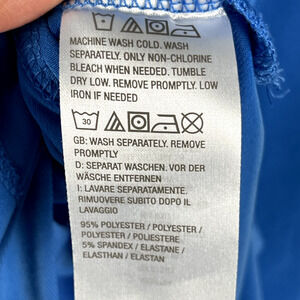 MACHINE WASH COLD. WASH
SEPARATELY. ONLY NON-CHLORINE
BLEACH WHEN NEEDED. TUMBLE
DRY LOW. REMOVE PROMPTLY. LOW
IRON IF NEEDED
30
GB: WASH SEPARATELY. REMOVE
PROMPTLY
D: SEPARAT WASCHEN. VOR DER
WÄSCHE ENTFERNEN
I: LAVARE SEPARATAMENTE.
RIMUOVERE SUBITO DOPO IL
LAVAGGIO
95% POLYESTER / POLYESTER /
POLYESTER / POLIESTERE
5% SPANDEX / ELASTANE /
ELASTHAN / ELASTAN